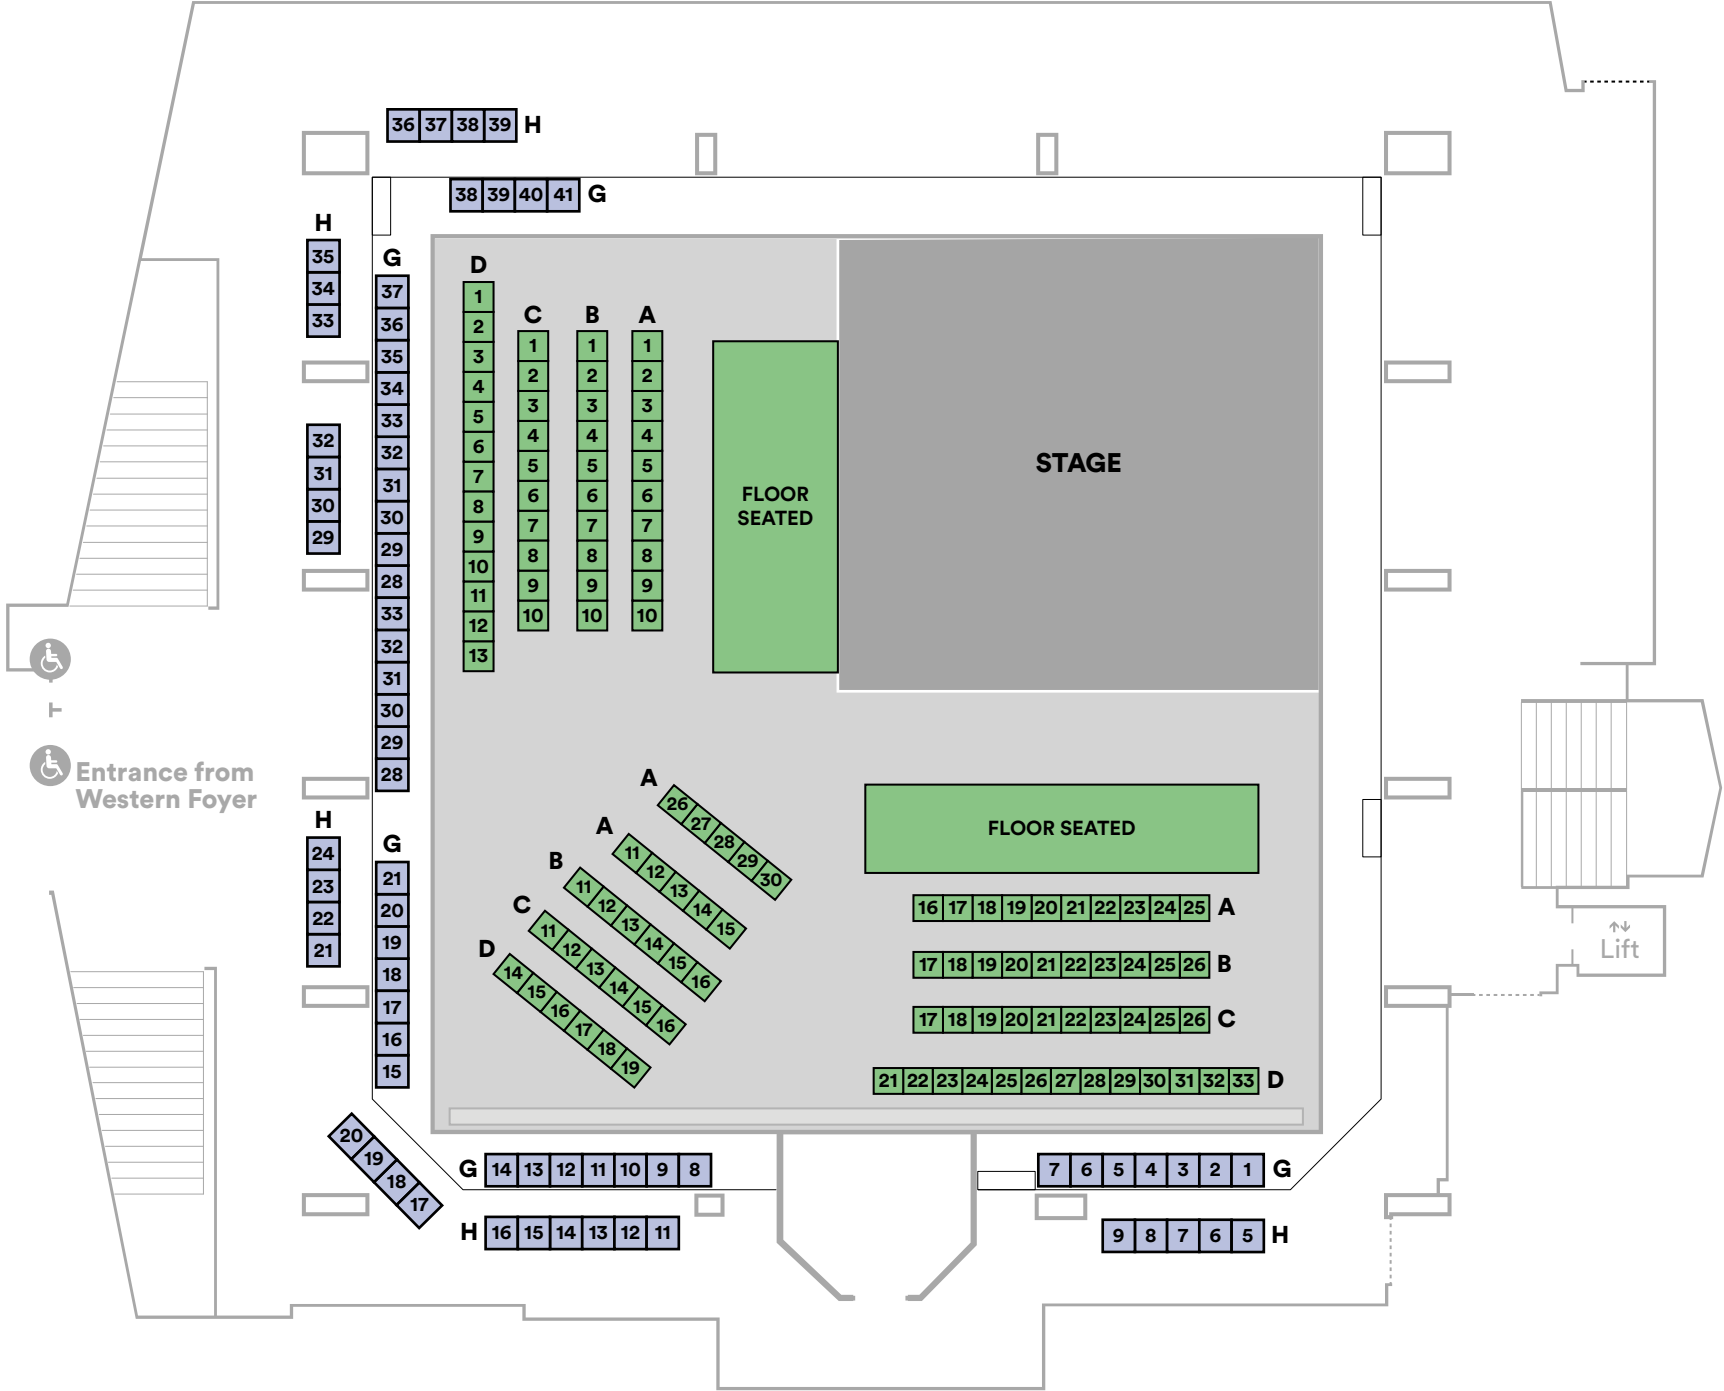 36 37 38 39 H
38 39 40 41 G
H
35
34
33
32
31
30
29
G
37
36
35
34
33
32
31
30
29
28
33
32
31
30
29
28
D
1
2
3
4
5
6
7
8
9
10
11
12
13
C
1
2
3
4
5
6
7
8
9
10
B
1
2
3
4
5
6
7
8
9
10
A
1
2
3
4
5
6
7
8
9
10
FLOOR
SEATED
STAGE
Entrance from
Western Foyer
H
24
23
22
21
G
21
20
19
18
17
16
15
A
26 27 28 29 30
A
11 12 13 14 15
B
11 12 13 14 15 16
C
11 12 13 14 15 16
D
14 15 16 17 18 19
FLOOR SEATED
16 17 18 19 20 21 22 23 24 25 A
17 18 19 20 21 22 23 24 25 26 B
17 18 19 20 21 22 23 24 25 26 C
21 22 23 24 25 26 27 28 29 30 31 32 33 D
Lift
20 19 18 17
G 14 13 12 11 10 9 8
7 6 5 4 3 2 1 G
H 16 15 14 13 12 11
9 8 7 6 5 H